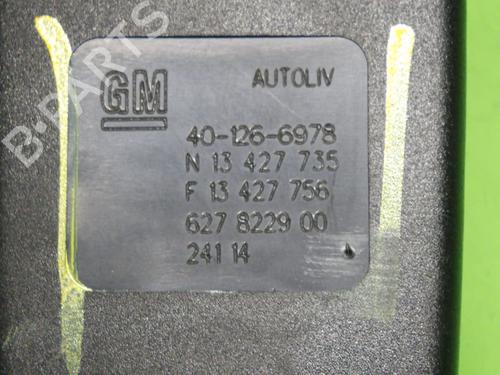 B-PARTS
GM AUTOLIV
40-126-6978
N 13 427 735
F 13 427 756
627 8229 00
241 14